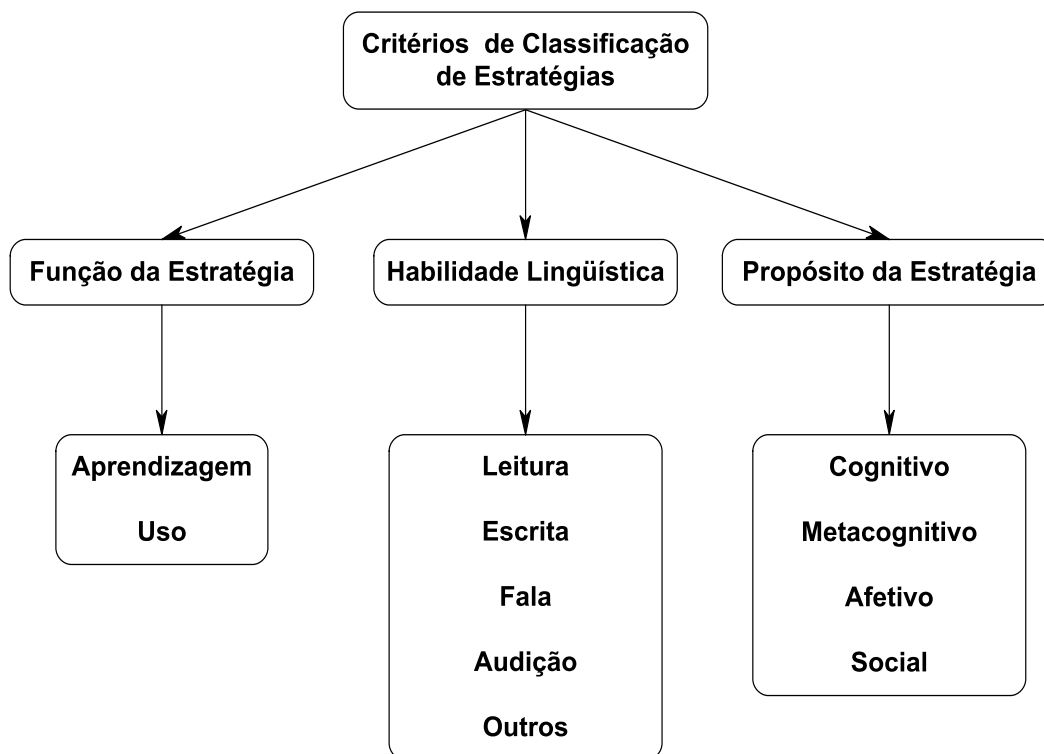 Critérios de Classificação
de Estratégias
Função da Estratégia
Habilidade Lingüística
Propósito da Estratégia
Aprendizagem
Uso
Leitura
Escrita
Fala
Audição
Outros
Cognitivo
Metacognitivo
Afetivo
Social